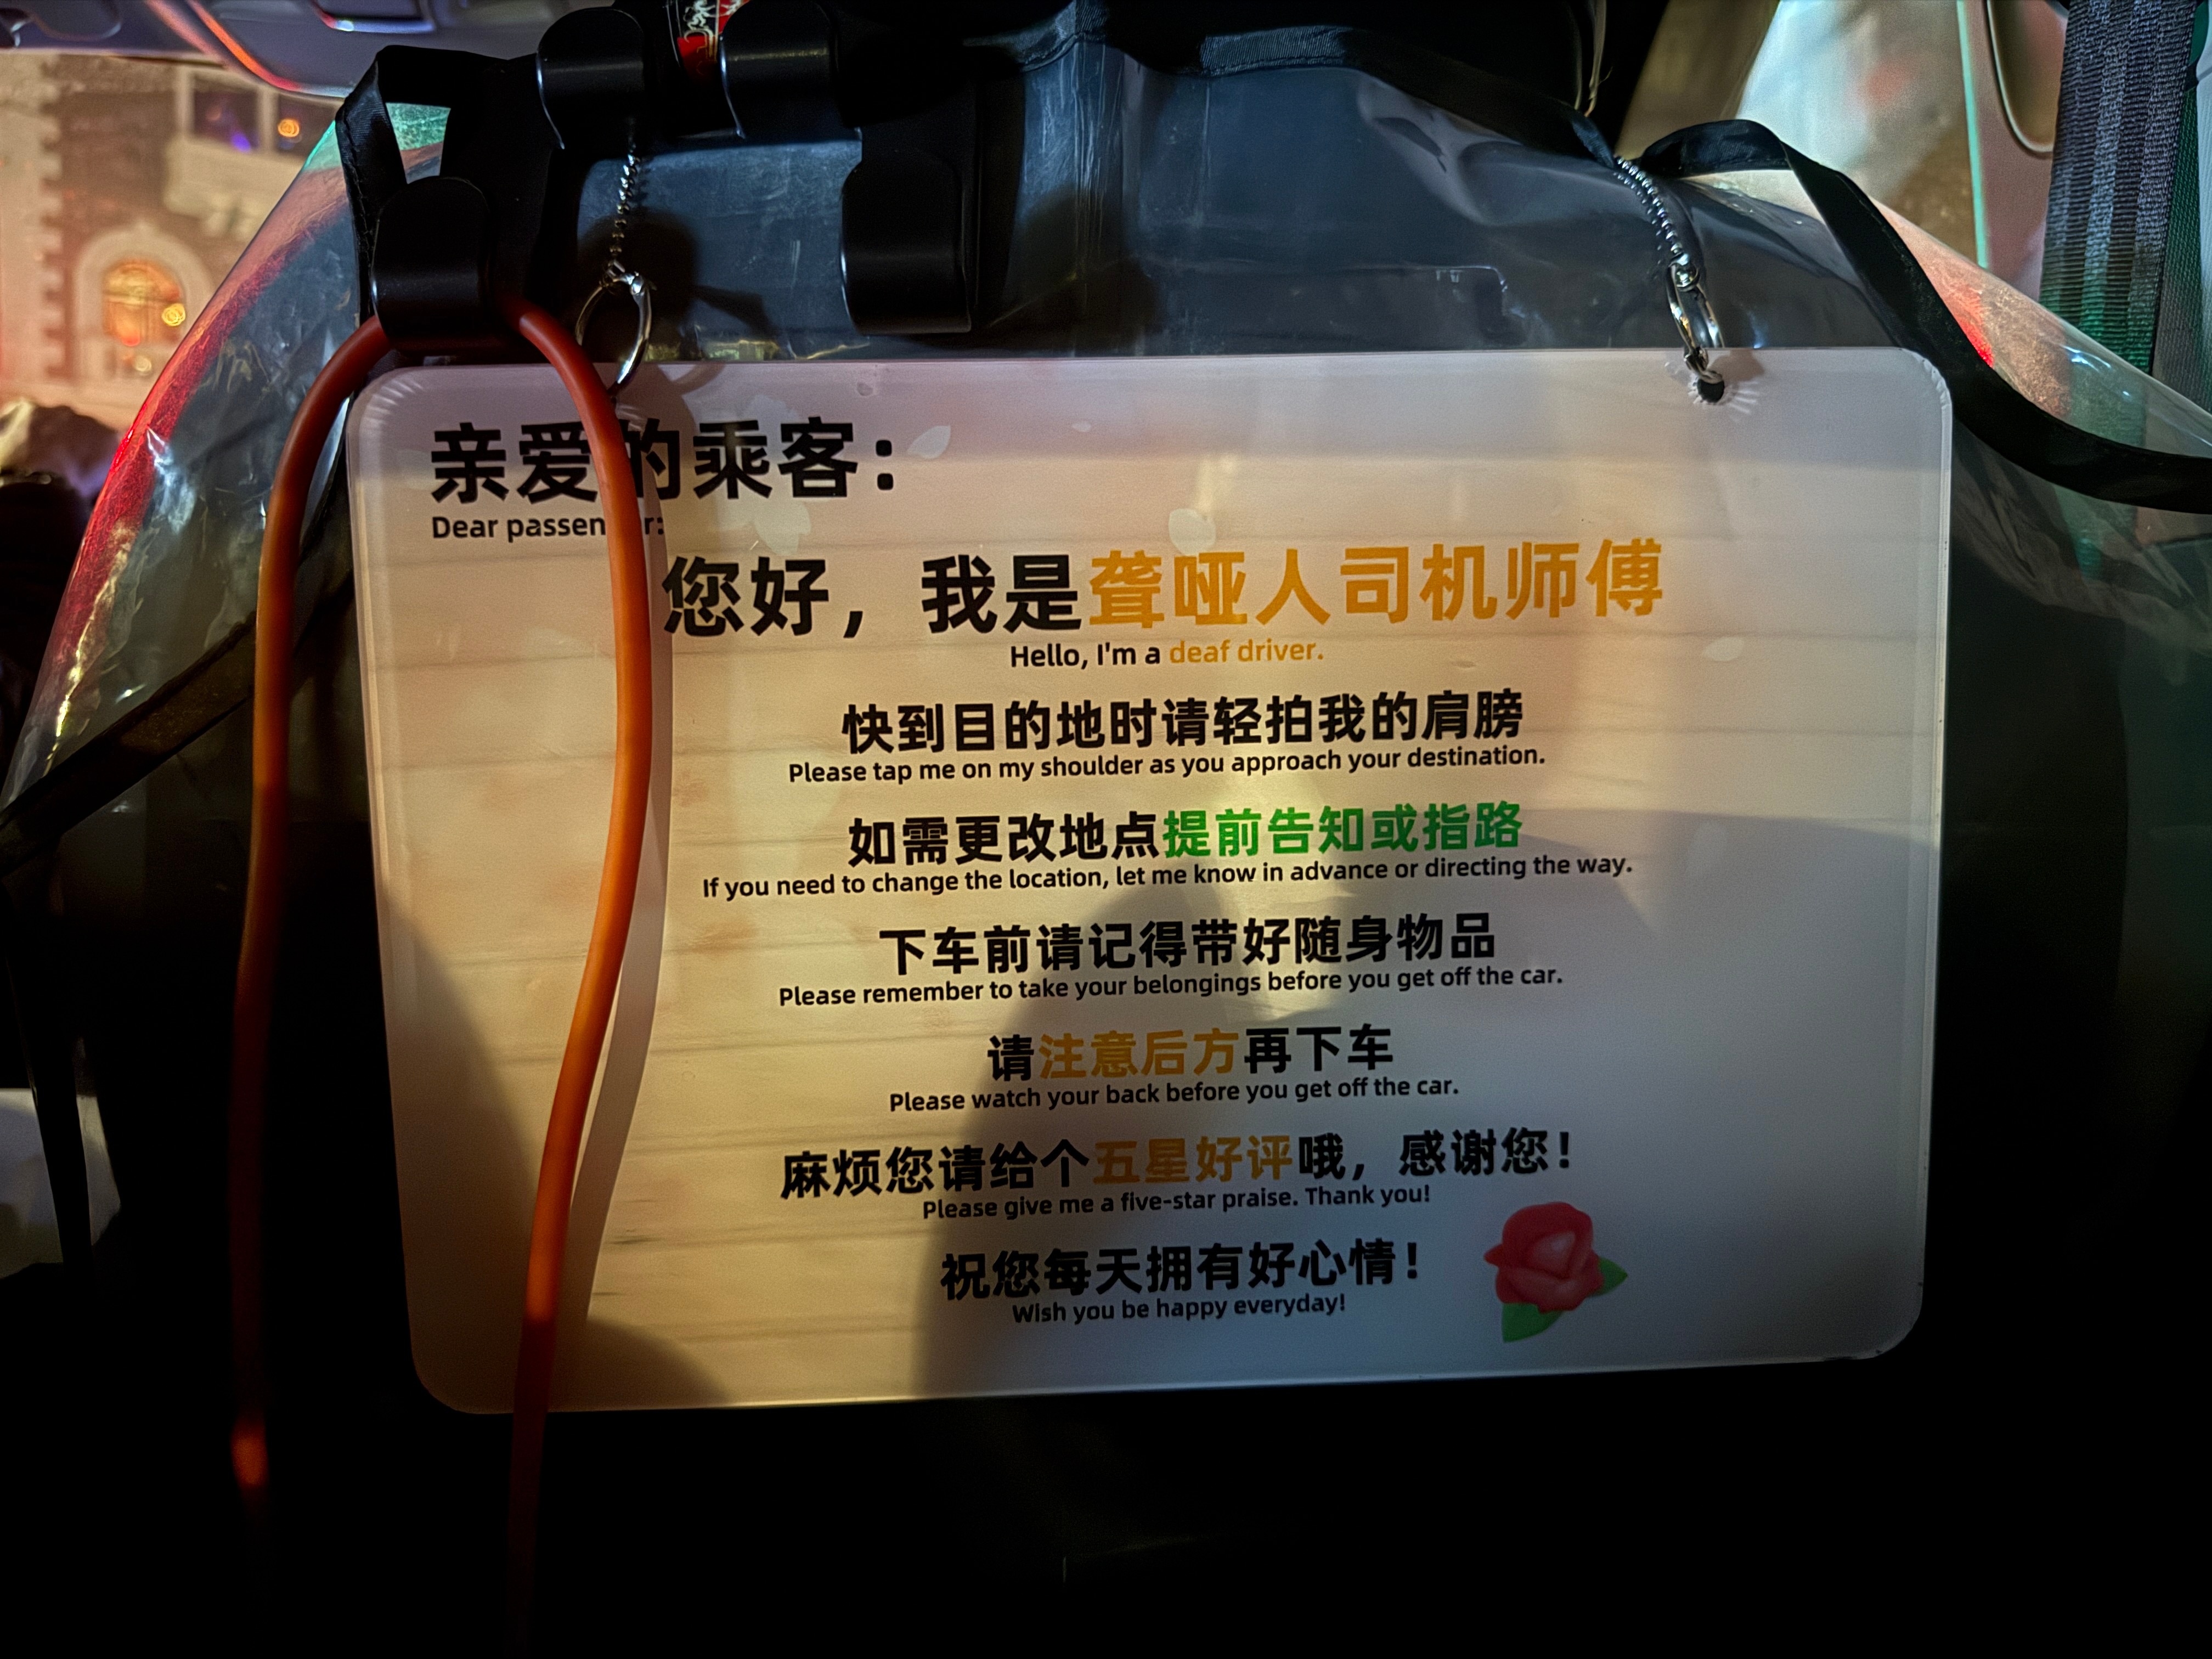 亲爱的乘客：
Dear passenger:
您好，我是聋哑人司机师傅
Hello, I'm a deaf driver.
快到目的地时请轻拍我的肩膀
Please tap me on my shoulder as you approach your destination.
如需更改地点提前告知或指路
If you need to change the location, let me know in advance or directing the way.
下车前请记得带好随身物品
Please remember to take your belongings before you get off the car.
请注意后方再下车
Please watch your back before you get off the car.
麻烦您请给个五星好评哦，感谢您！
Please give me a five-star praise. Thank you!
祝您每天拥有好心情！
Wish you be happy everyday!